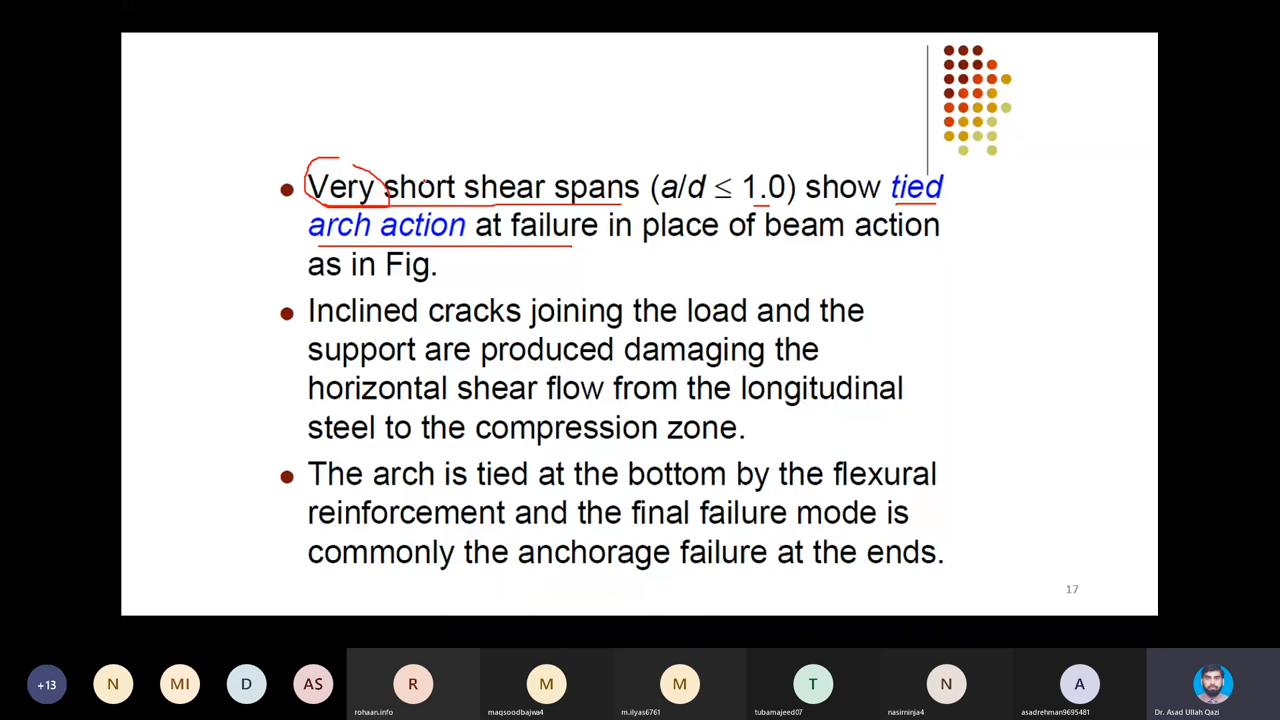 Very short shear spans (a/d ≤ 1.0) show tied
arch action at failure in place of beam action
as in Fig.
Inclined cracks joining the load and the
support are produced damaging the
horizontal shear flow from the longitudinal
steel to the compression zone.
The arch is tied at the bottom by the flexural
reinforcement and the final failure mode is
commonly the anchorage failure at the ends.
17
+13
N
MI
D
AS
R
M
M
T
N
A
rohaan.info
maqsoodbajwa4
m.ilyas6761
tubamajeed07
nasirninja4
asadrehman9695481
Dr. Asad Ullah Qazi